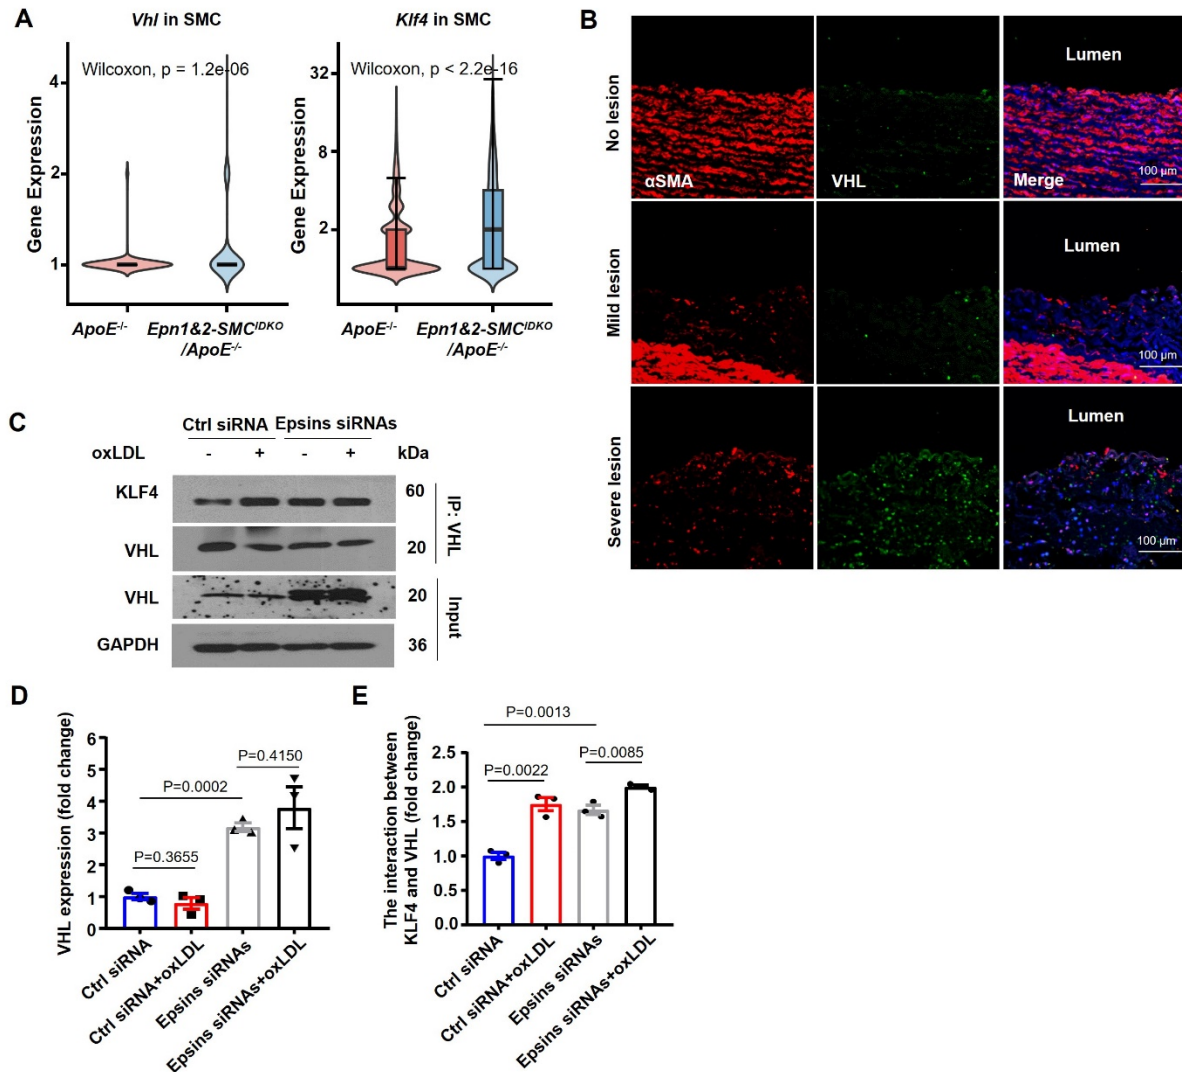 A
Vhl in SMC
Wilcoxon, p = 1.2e-06
Gene Expression
4
2
1
ApoE-/-
Epn1&2-SMCiDKO
/ApoE-/-
Klf4 in SMC
Wilcoxon, p < 2.2e-16
Gene Expression
32
8
2
ApoE-/-
Epn1&2-SMCiDKO
/ApoE-/-
B
No lesion
αSMA
VHL
Merge
Lumen
100 µm
Mild lesion
Lumen
100 µm
Severe lesion
Lumen
100 µm
C
Ctrl siRNA Epsins siRNAs
oxLDL - + - + kDa
KLF4 60
VHL 20
IP: VHL
VHL 20
GAPDH 36
Input
D
VHL expression (fold change)
6
5
4
3
2
1
0
P=0.3655
P=0.0002
P=0.4150
Ctrl siRNA
Ctrl siRNA+oxLDL
Epsins siRNAs
Epsins siRNAs+oxLDL
E
The interaction between
KLF4 and VHL (fold change)
2.5
2.0
1.5
1.0
0.5
0.0
P=0.0013
P=0.0022
P=0.0085
Ctrl siRNA
Ctrl siRNA+oxLDL
Epsins siRNAs
Epsins siRNAs+oxLDL